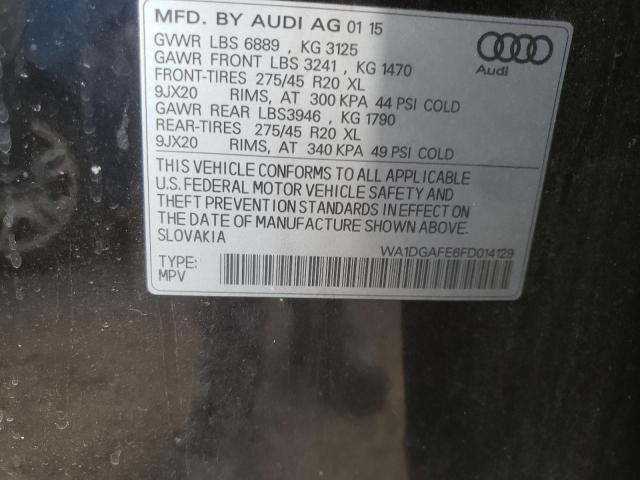 MFD. BY AUDI AG 01 15
GVWR LBS 6889 , KG 3125
GAWR FRONT LBS 3241 , KG 1470
FRONT-TIRES 275/45 R20 XL
9JX20 RIMS, AT 300 KPA 44 PSI COLD
GAWR REAR LBS3946 , KG 1790
REAR-TIRES 275/45 R20 XL
9JX20 RIMS, AT 340 KPA 49 PSI COLD
Audi
THIS VEHICLE CONFORMS TO ALL APPLICABLE
U.S. FEDERAL MOTOR VEHICLE SAFETY AND
THEFT PREVENTION STANDARDS IN EFFECT ON
THE DATE OF MANUFACTURE SHOWN ABOVE.
SLOVAKIA
WA1DGAFE6FD014129
TYPE:
MPV